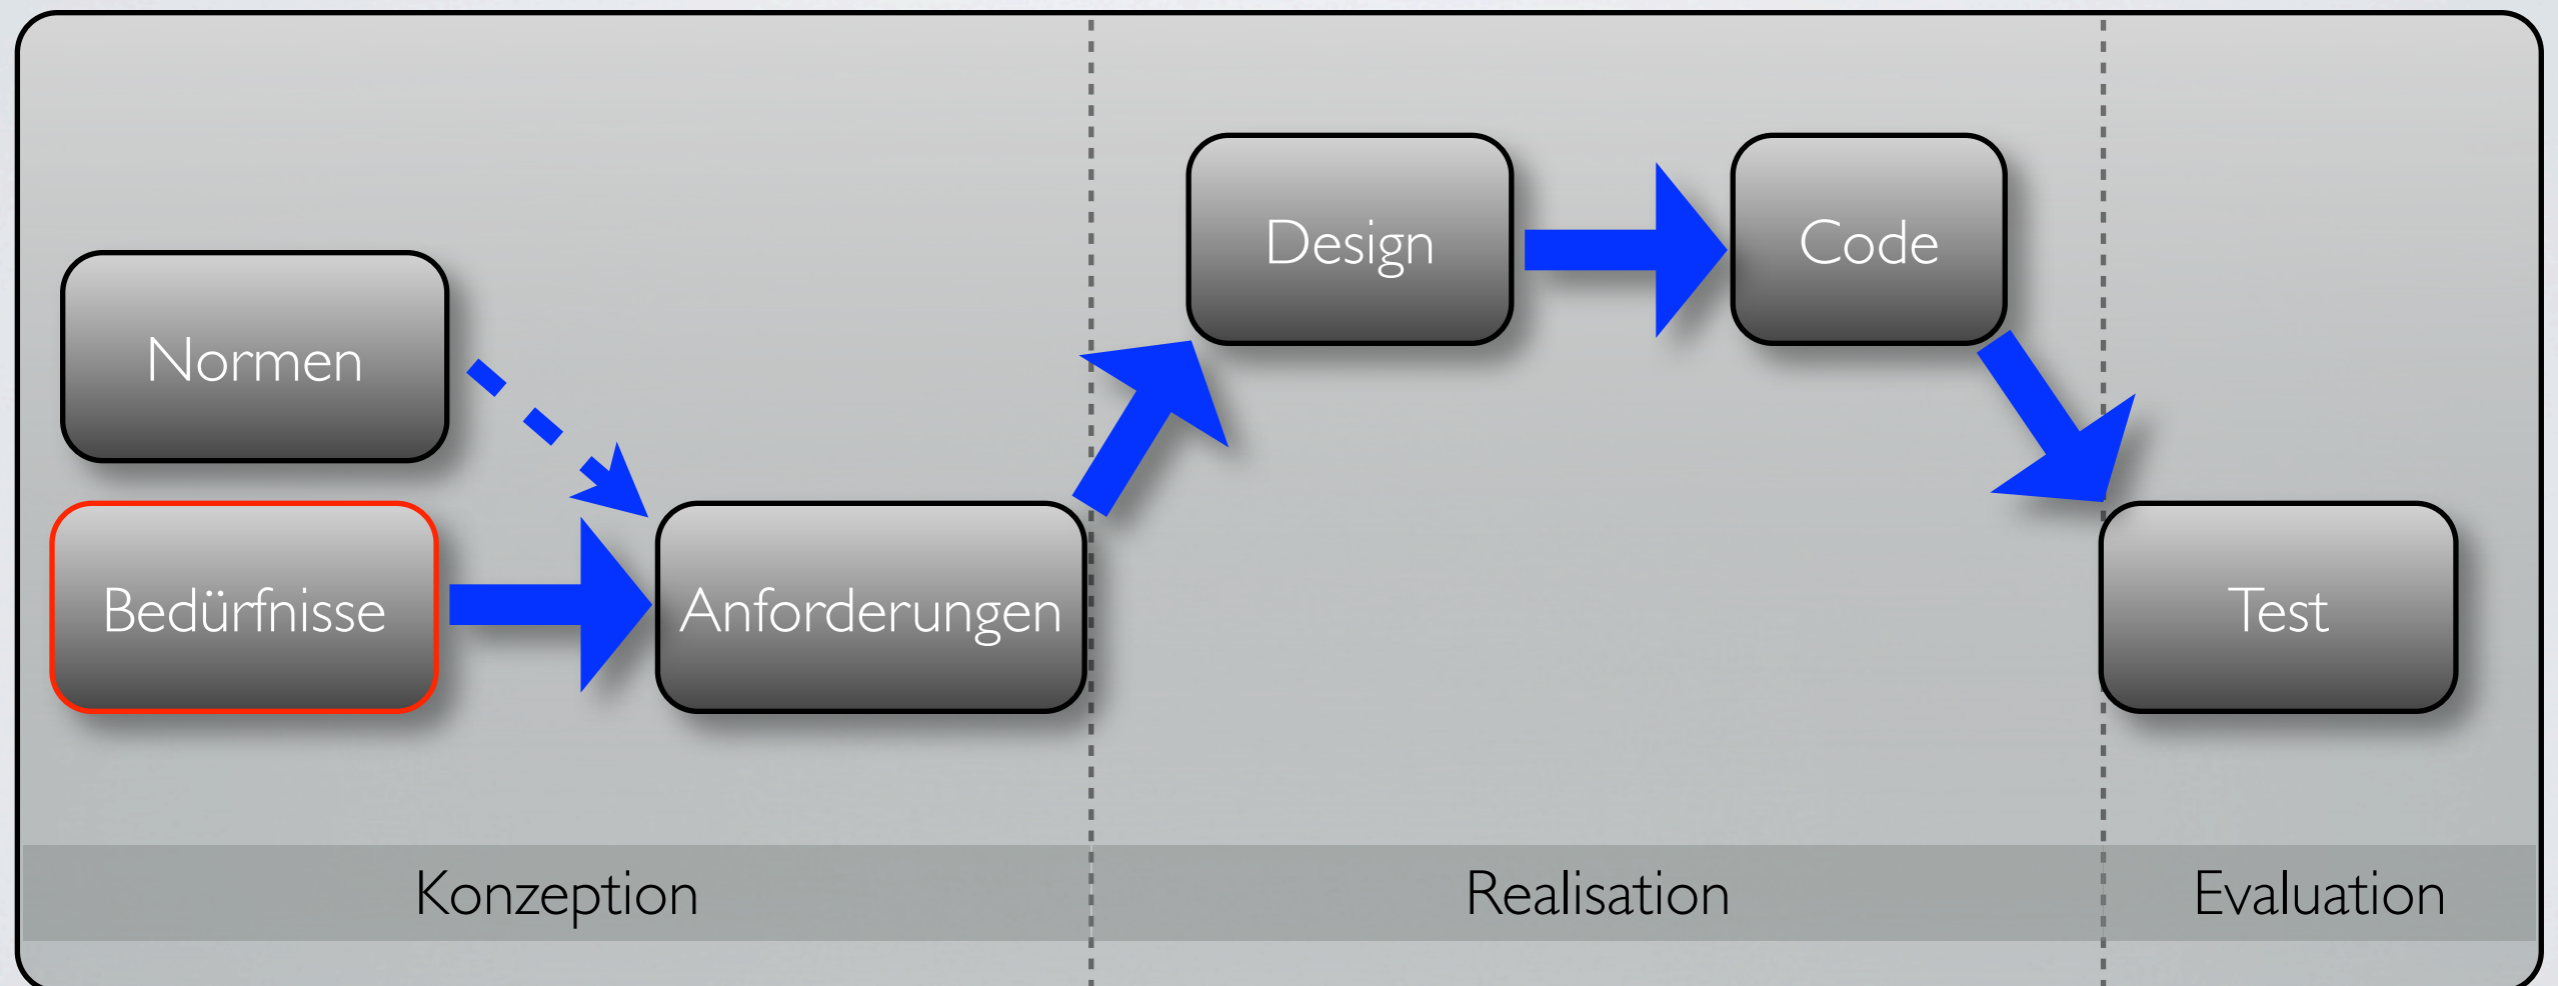 Normen
Bedürfnisse
Anforderungen
Design
Code
Test
Konzeption
Realisation
Evaluation